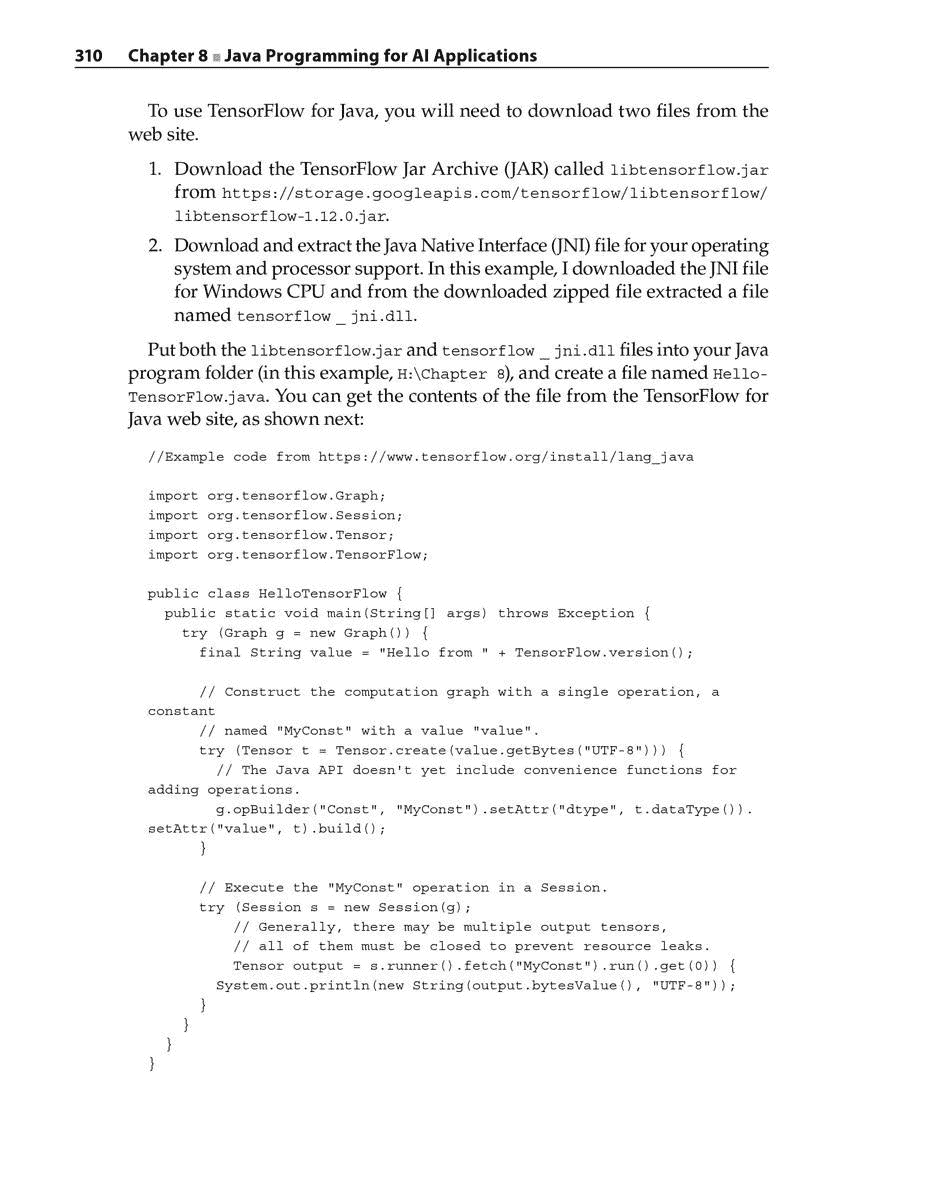 310 Chapter 8 ■ Java Programming for AI Applications
To use TensorFlow for Java, you will need to download two files from the
web site.
1. Download the TensorFlow Jar Archive (JAR) called libtensorflow.jar
from https://storage.googleapis.com/tensorflow/libtensorflow/
libtensorflow-1.12.0.jar.
2. Download and extract the Java Native Interface (JNI) file for your operating
system and processor support. In this example, I downloaded the JNI file
for Windows CPU and from the downloaded zipped file extracted a file
named tensorflow _ jni.dll.
Put both the libtensorflow.jar and tensorflow _ jni.dll files into your Java
program folder (in this example, H:\Chapter 8), and create a file named Hello-
TensorFlow.java. You can get the contents of the file from the TensorFlow for
Java web site, as shown next:
//Example code from https://www.tensorflow.org/install/lang_java
import org.tensorflow.Graph;
import org.tensorflow.Session;
import org.tensorflow.Tensor;
import org.tensorflow.TensorFlow;
public class HelloTensorFlow {
public static void main(String[] args) throws Exception {
try (Graph g = new Graph()) {
final String value = "Hello from " + TensorFlow.version();
// Construct the computation graph with a single operation, a
constant
// named "MyConst" with a value "value".
try (Tensor t = Tensor.create(value.getBytes("UTF-8"))) {
// The Java API doesn't yet include convenience functions for
adding operations.
g.opBuilder("Const", "MyConst").setAttr("dtype", t.dataType()).
setAttr("value", t).build();
}
// Execute the "MyConst" operation in a Session.
try (Session s = new Session(g);
// Generally, there may be multiple output tensors,
// all of them must be closed to prevent resource leaks.
Tensor output = s.runner().fetch("MyConst").run().get(0)) {
System.out.println(new String(output.bytesValue(), "UTF-8"));
}
}
}
}